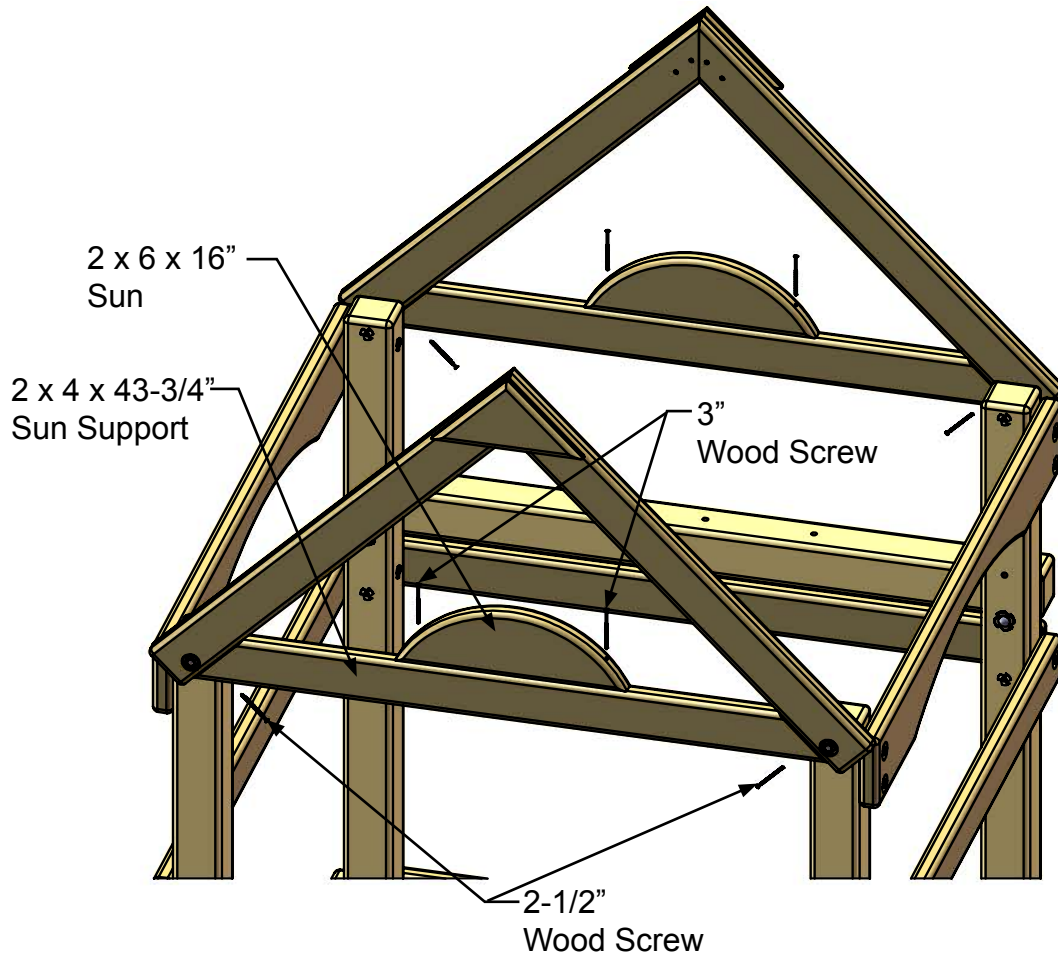 2 x 6 x 16”
Sun
2 x 4 x 43-3/4”
Sun Support
3”
Wood Screw
2-1/2”
Wood Screw